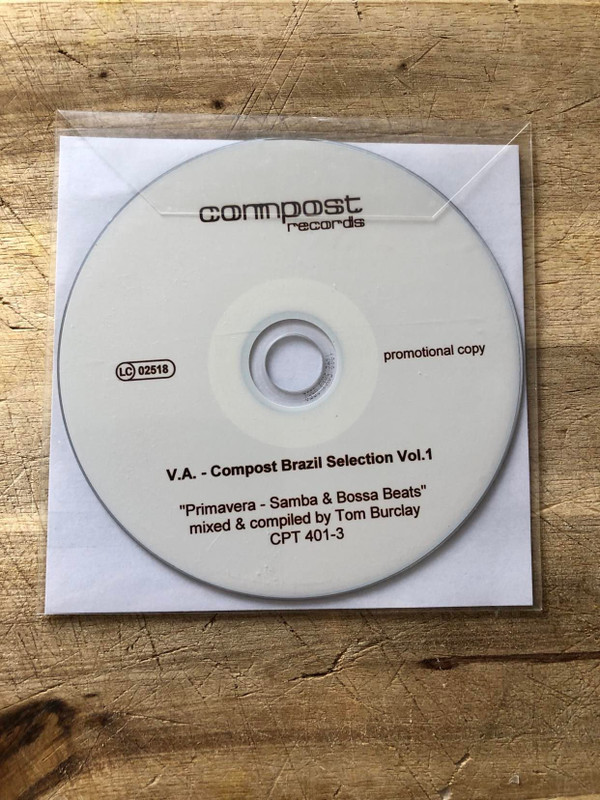 compost
records
LC 02518
promotional copy
V.A. - Compost Brazil Selection Vol.1
"Primavera - Samba & Bossa Beats"
mixed & compiled by Tom Burclay
CPT 401-3